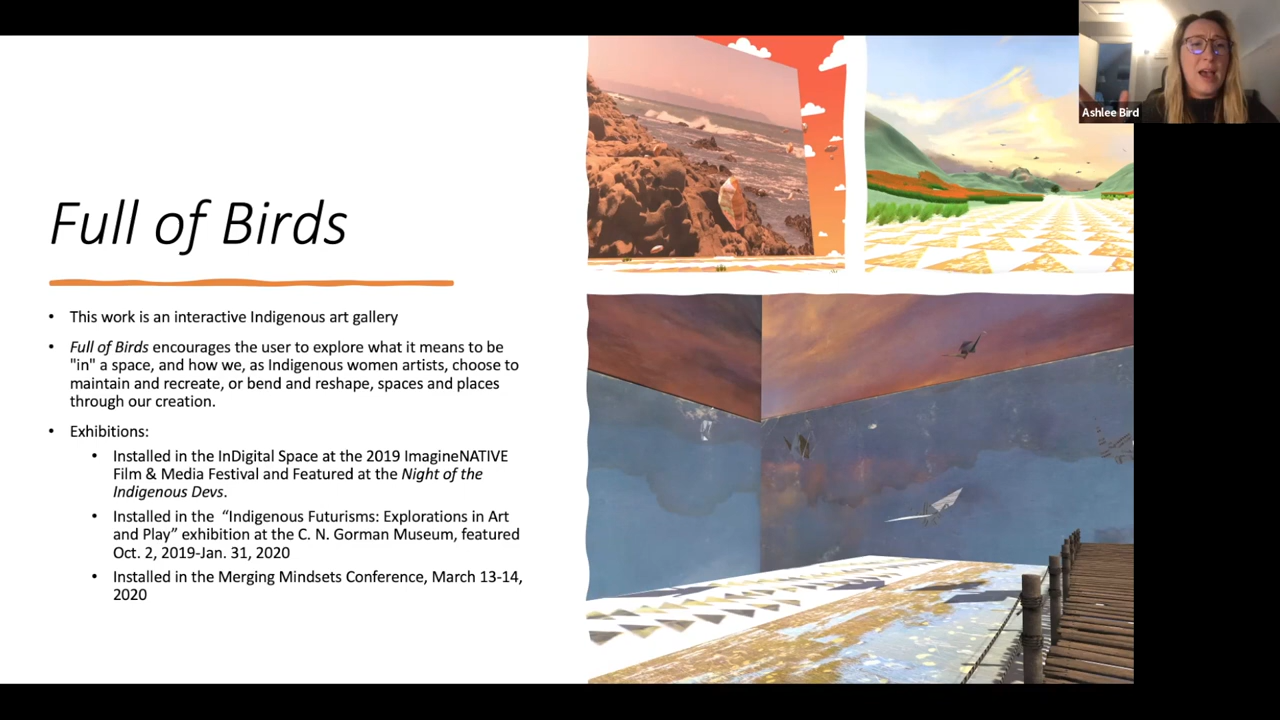 Ashlee Bird
Full of Birds
• This work is an interactive Indigenous art gallery
• Full of Birds encourages the user to explore what it means to be
"in" a space, and how we, as Indigenous women artists, choose to
maintain and recreate, or bend and reshape, spaces and places
through our creation.
• Exhibitions:
• Installed in the InDigital Space at the 2019 ImagineNATIVE
Film & Media Festival and Featured at the Night of the
Indigenous Devs.
• Installed in the “Indigenous Futurisms: Explorations in Art
and Play” exhibition at the C. N. Gorman Museum, featured
Oct. 2, 2019-Jan. 31, 2020
• Installed in the Merging Mindsets Conference, March 13-14,
2020